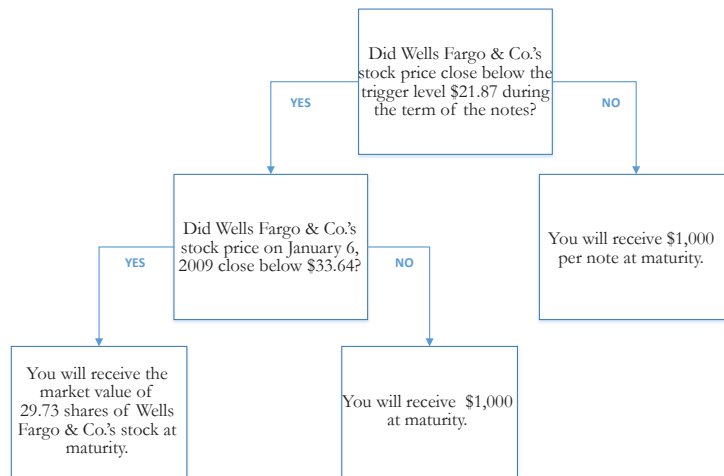 Did Wells Fargo & Co.'s
stock price close below the
trigger level $21.87 during
the term of the notes?
YES
NO
Did Wells Fargo & Co.'s
stock price on January 6,
2009 close below $33.64?
You will receive $1,000
per note at maturity.
YES
NO
You will receive the
market value of
29.73 shares of Wells
Fargo & Co.'s stock at
maturity.
You will receive $1,000
at maturity.